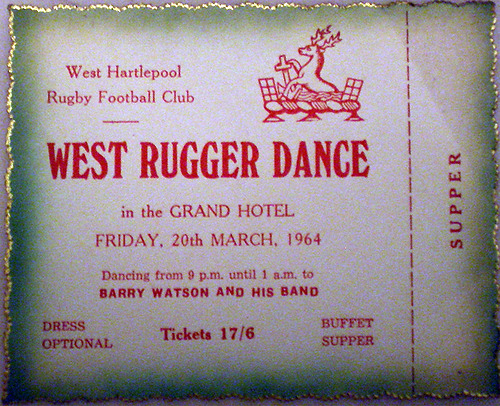 West Hartlepool
Rugby Football Club
WEST RUGGER DANCE
in the GRAND HOTEL
FRIDAY, 20th MARCH, 1964
Dancing from 9 p.m. until 1 a.m. to
BARRY WATSON AND HIS BAND
DRESS
OPTIONAL
Tickets 17/6
BUFFET
SUPPER
SUPPER